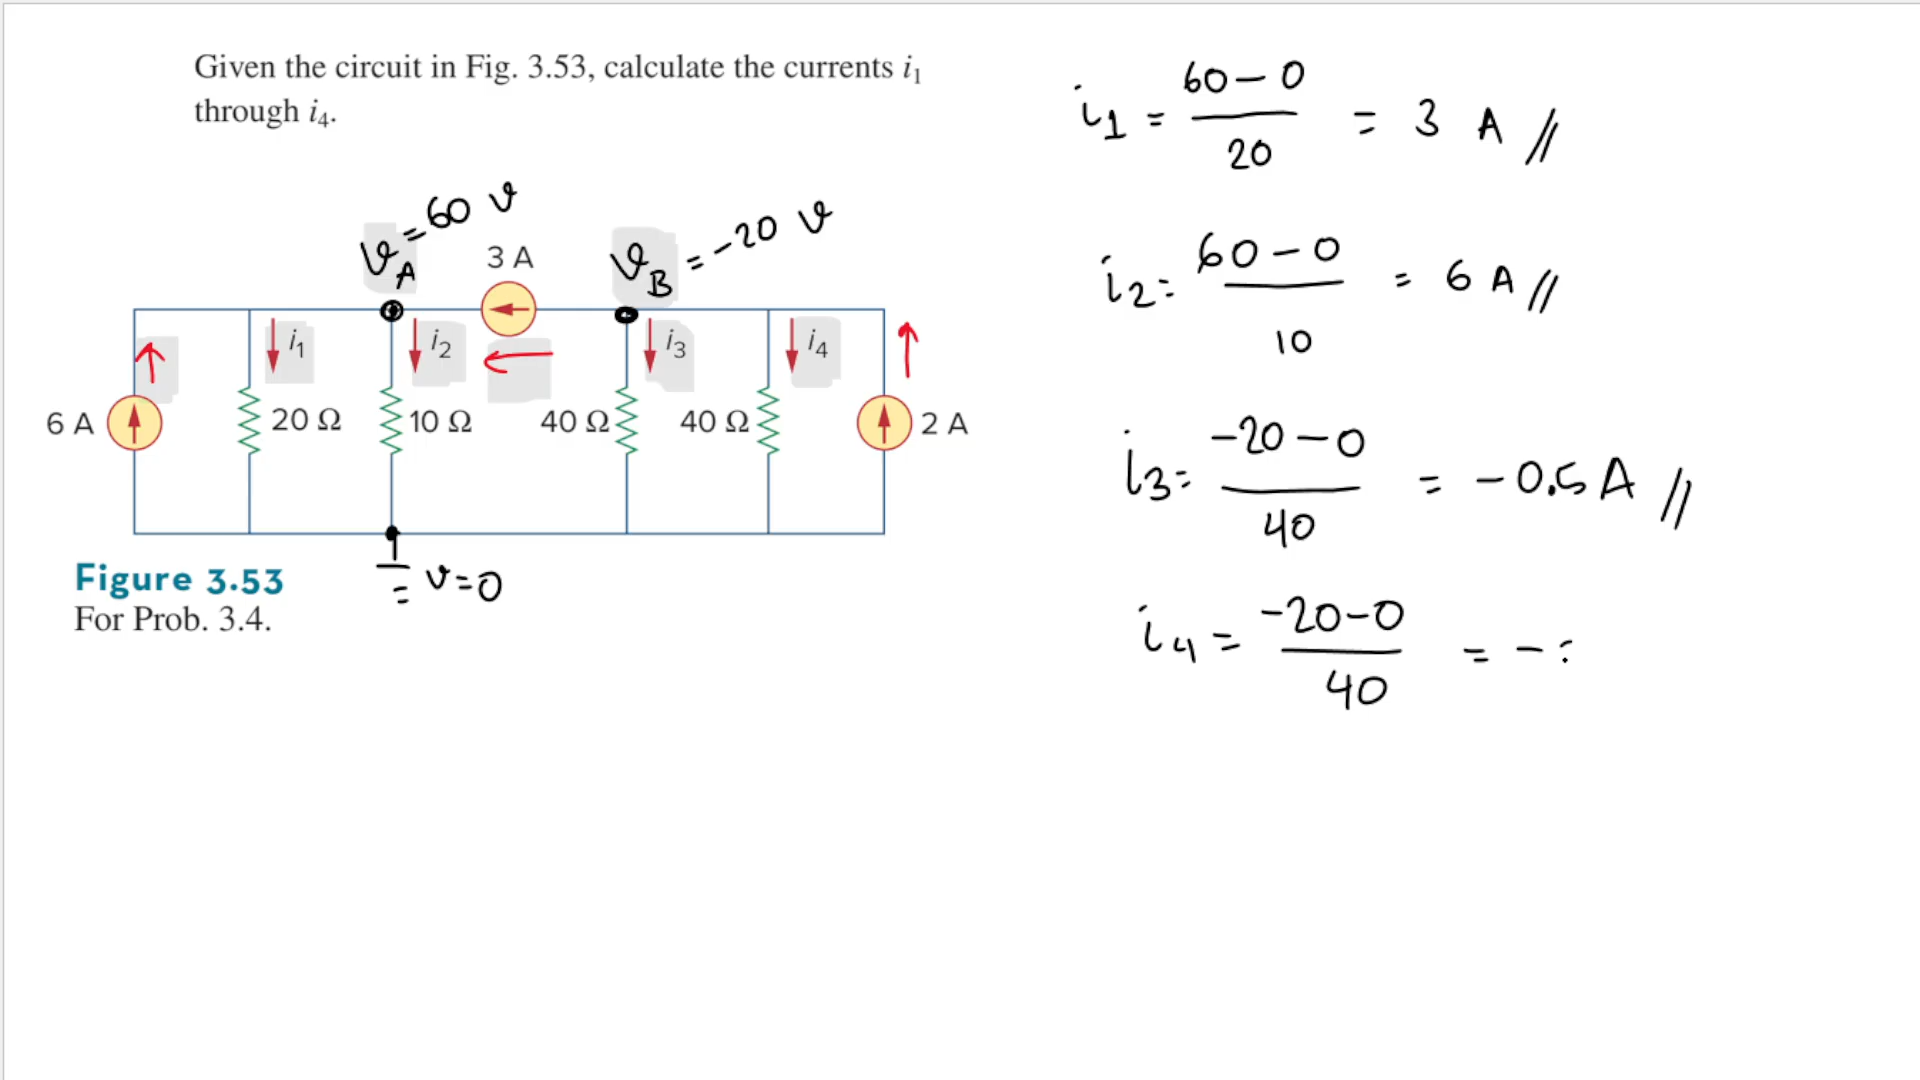 Given the circuit in Fig. 3.53, calculate the currents i₁
through i₄.
v_A = 60 v
3 A
v_B = -20 v
i₁
i₂
i₃
i₄
6 A
20 Ω
10 Ω
40 Ω
40 Ω
2 A
v=0
Figure 3.53
For Prob. 3.4.
i₁ = (60-0)/20 = 3 A //
i₂ = (60-0)/10 = 6 A //
i₃ = (-20-0)/40 = -0.5 A //
i₄ = (-20-0)/40 = -